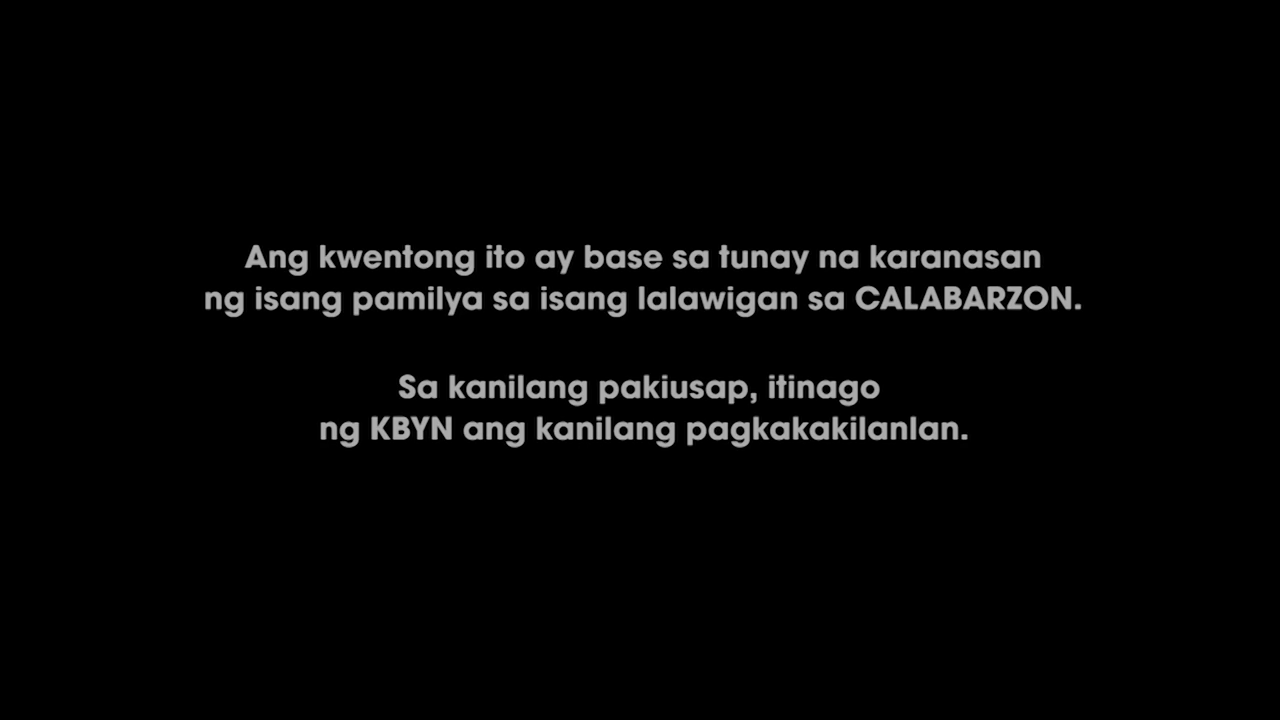 Ang kwentong ito ay base sa tunay na karanasan
ng isang pamilya sa isang lalawigan sa CALABARZON.
Sa kanilang pakiusap, itinago
ng KBYN ang kanilang pagkakakilanlan.